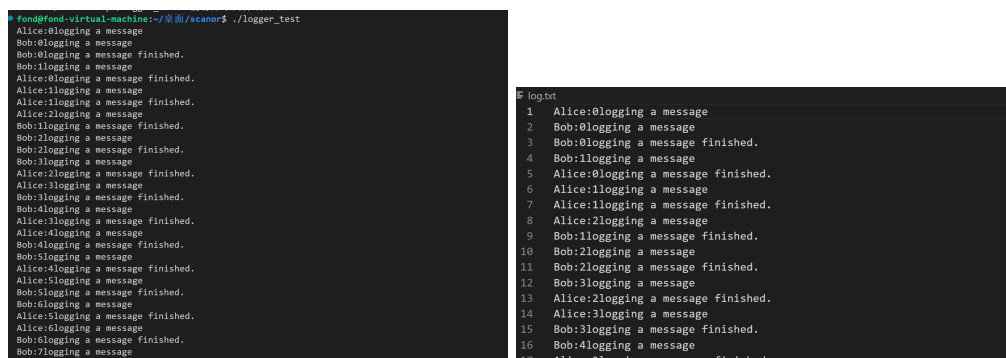 fond@fond-virtual-machine:~/桌面/scanor$ ./logger_test
Alice:0logging a message
Bob:0logging a message
Bob:0logging a message finished.
Bob:1logging a message
Alice:0logging a message finished.
Alice:1logging a message
Alice:1logging a message finished.
Alice:2logging a message
Bob:1logging a message finished.
Bob:2logging a message
Bob:2logging a message finished.
Bob:3logging a message
Alice:2logging a message finished.
Alice:3logging a message
Bob:3logging a message finished.
Bob:4logging a message
Alice:3logging a message finished.
Alice:4logging a message
Bob:4logging a message finished.
Bob:5logging a message
Alice:4logging a message finished.
Alice:5logging a message
Bob:5logging a message finished.
Bob:6logging a message
Alice:5logging a message finished.
Alice:6logging a message
Bob:6logging a message finished.
Bob:7logging a message
log.txt
1 Alice:0logging a message
2 Bob:0logging a message
3 Bob:0logging a message finished.
4 Bob:1logging a message
5 Alice:0logging a message finished.
6 Alice:1logging a message
7 Alice:1logging a message finished.
8 Alice:2logging a message
9 Bob:1logging a message finished.
10 Bob:2logging a message
11 Bob:2logging a message finished.
12 Bob:3logging a message
13 Alice:2logging a message finished.
14 Alice:3logging a message
15 Bob:3logging a message finished.
16 Bob:4logging a message